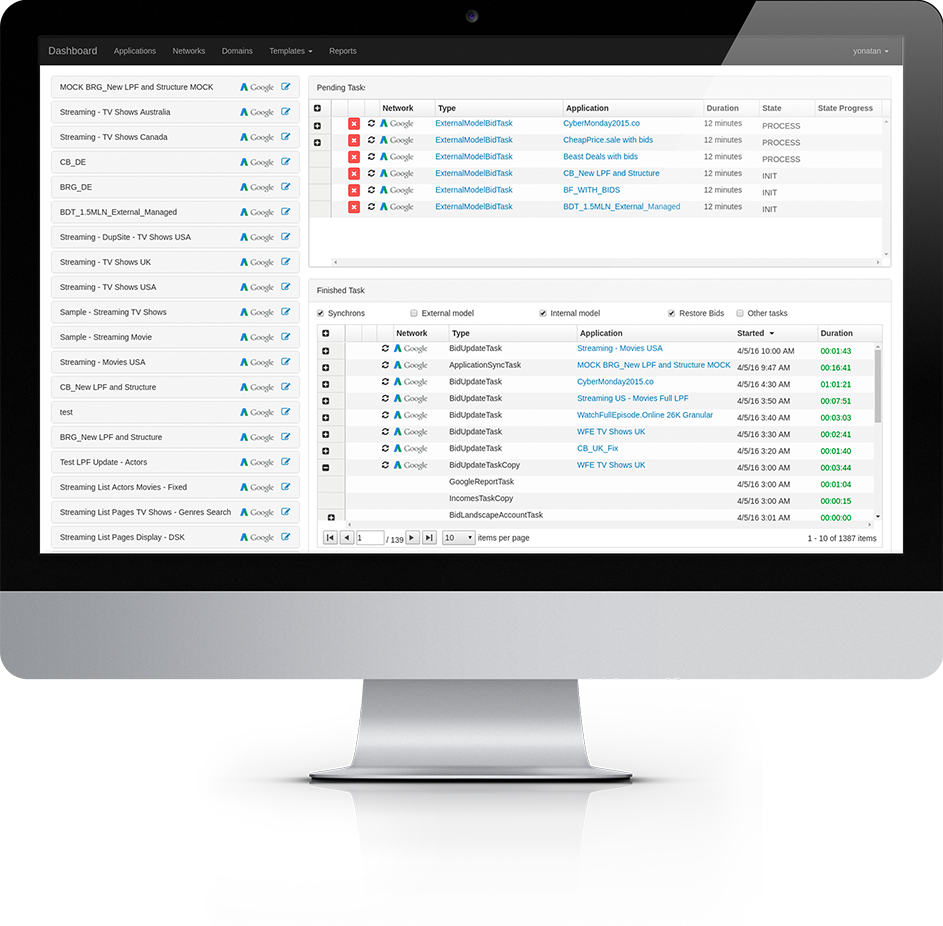 Dashboard Applications Networks Domains Templates Reports yonatan
MOCK BRG_New LPF and Structure MOCK Google
Streaming - TV Shows Australia Google
Streaming - TV Shows Canada Google
CB_DE Google
BRG_DE Google
BDT_1.5MLN_External_Managed Google
Streaming - DupSite - TV Shows USA Google
Streaming - TV Shows UK Google
Streaming - TV Shows USA Google
Sample - Streaming TV Shows Google
Sample - Streaming Movie Google
Streaming - Movies USA Google
CB_New LPF and Structure Google
test Google
BRG_New LPF and Structure Google
Test LPF Update - Actors Google
Streaming List Actors Movies - Fixed Google
Streaming List Pages TV Shows - Genres Search Google
Streaming List Pages Display - DSK Google
Pending Task:
Network Type Application Duration State State Progress
Google ExternalModelBidTask CyberMonday2015.co 12 minutes PROCESS
Google ExternalModelBidTask CheapPrice.sale with bids 12 minutes PROCESS
Google ExternalModelBidTask Beast Deals with bids 12 minutes PROCESS
Google ExternalModelBidTask CB_New LPF and Structure 12 minutes INIT
Google ExternalModelBidTask BF_WITH_BIDS 12 minutes INIT
Google ExternalModelBidTask BDT_1.5MLN_External_Managed 12 minutes INIT
Finished Task
Synchrons External model Internal model Restore Bids Other tasks
Network Type Application Started Duration
Google BidUpdateTask Streaming - Movies USA 4/5/16 10:00 AM 00:01:43
Google ApplicationSyncTask MOCK BRG_New LPF and Structure MOCK 4/5/16 9:47 AM 00:16:41
Google BidUpdateTask CyberMonday2015.co 4/5/16 4:30 AM 01:01:21
Google BidUpdateTask Streaming US - Movies Full LPF 4/5/16 3:50 AM 00:07:51
Google BidUpdateTask WatchFullEpisode.Online 26K Granular 4/5/16 3:40 AM 00:03:03
Google BidUpdateTask WFE TV Shows UK 4/5/16 3:30 AM 00:02:41
Google BidUpdateTask CB_UK_Fix 4/5/16 3:20 AM 00:01:40
Google BidUpdateTaskCopy WFE TV Shows UK 4/5/16 3:00 AM 00:03:44
GoogleReportTask 4/5/16 3:00 AM 00:01:04
IncomesTaskCopy 4/5/16 3:00 AM 00:00:15
BidLandscapeAccountTask 4/5/16 3:01 AM 00:00:00
1 / 139 10 items per page 1 - 10 of 1387 items